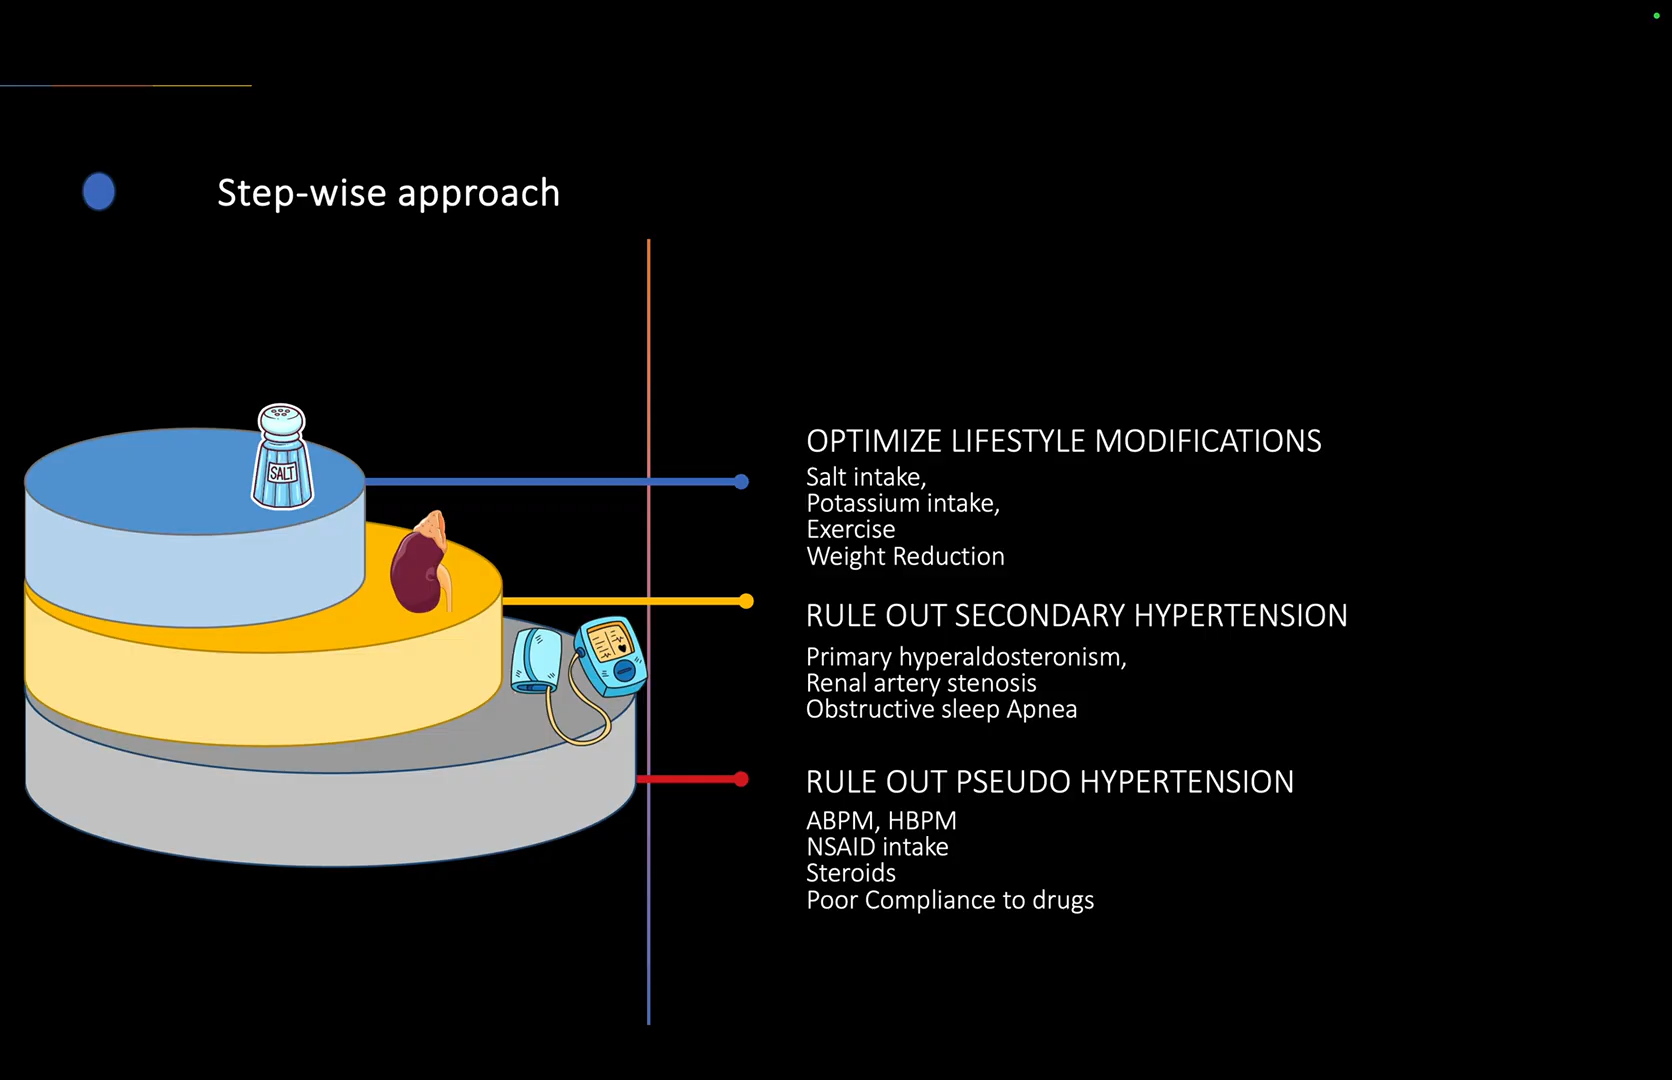 Step-wise approach
SALT
OPTIMIZE LIFESTYLE MODIFICATIONS
Salt intake,
Potassium intake,
Exercise
Weight Reduction
RULE OUT SECONDARY HYPERTENSION
Primary hyperaldosteronism,
Renal artery stenosis
Obstructive sleep Apnea
RULE OUT PSEUDO HYPERTENSION
ABPM, HBPM
NSAID intake
Steroids
Poor Compliance to drugs